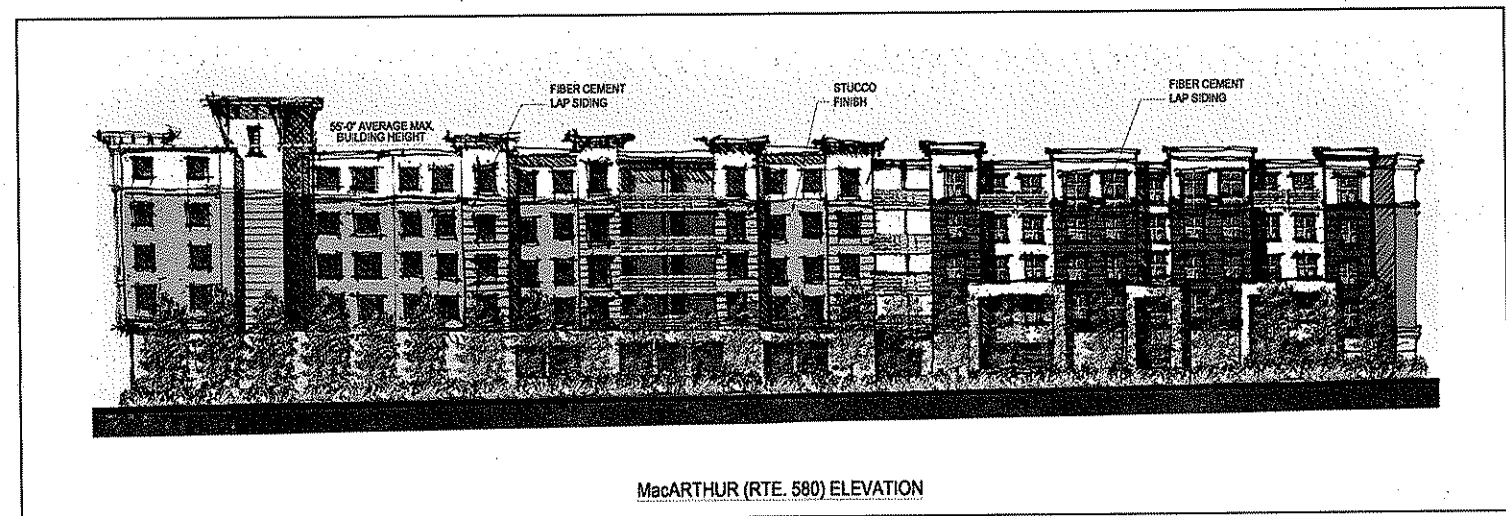 FIBER CEMENT
LAP SIDING
STUCCO
FINISH
FIBER CEMENT
LAP SIDING
55'-0" AVERAGE MAX.
BUILDING HEIGHT
MacARTHUR (RTE. 580) ELEVATION